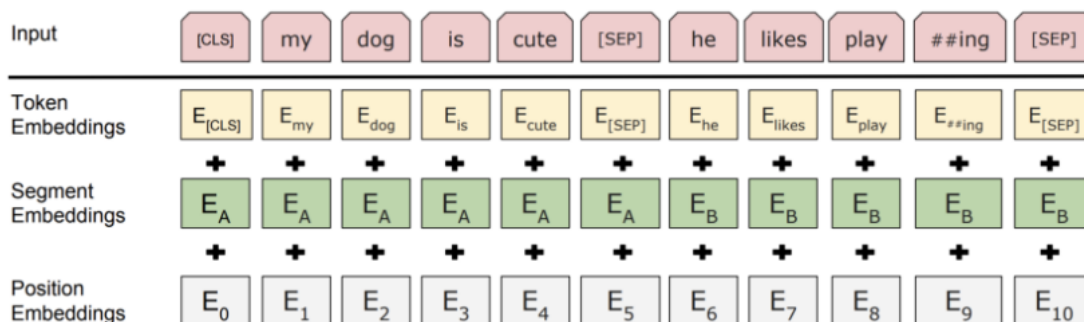 Input [CLS] my dog is cute [SEP] he likes play ##ing [SEP]
Token Embeddings E[CLS] Emy Edog Eis Ecute E[SEP] Ehe Elikes Eplay E##ing E[SEP]
+ + + + + + + + + + +
Segment Embeddings EA EA EA EA EA EA EB EB EB EB EB
+ + + + + + + + + + +
Position Embeddings E0 E1 E2 E3 E4 E5 E6 E7 E8 E9 E10